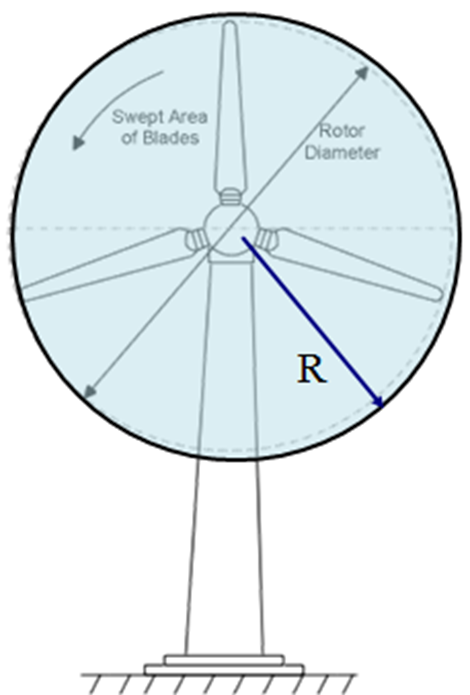 Swept Area
of Blades
Rotor
Diameter
R